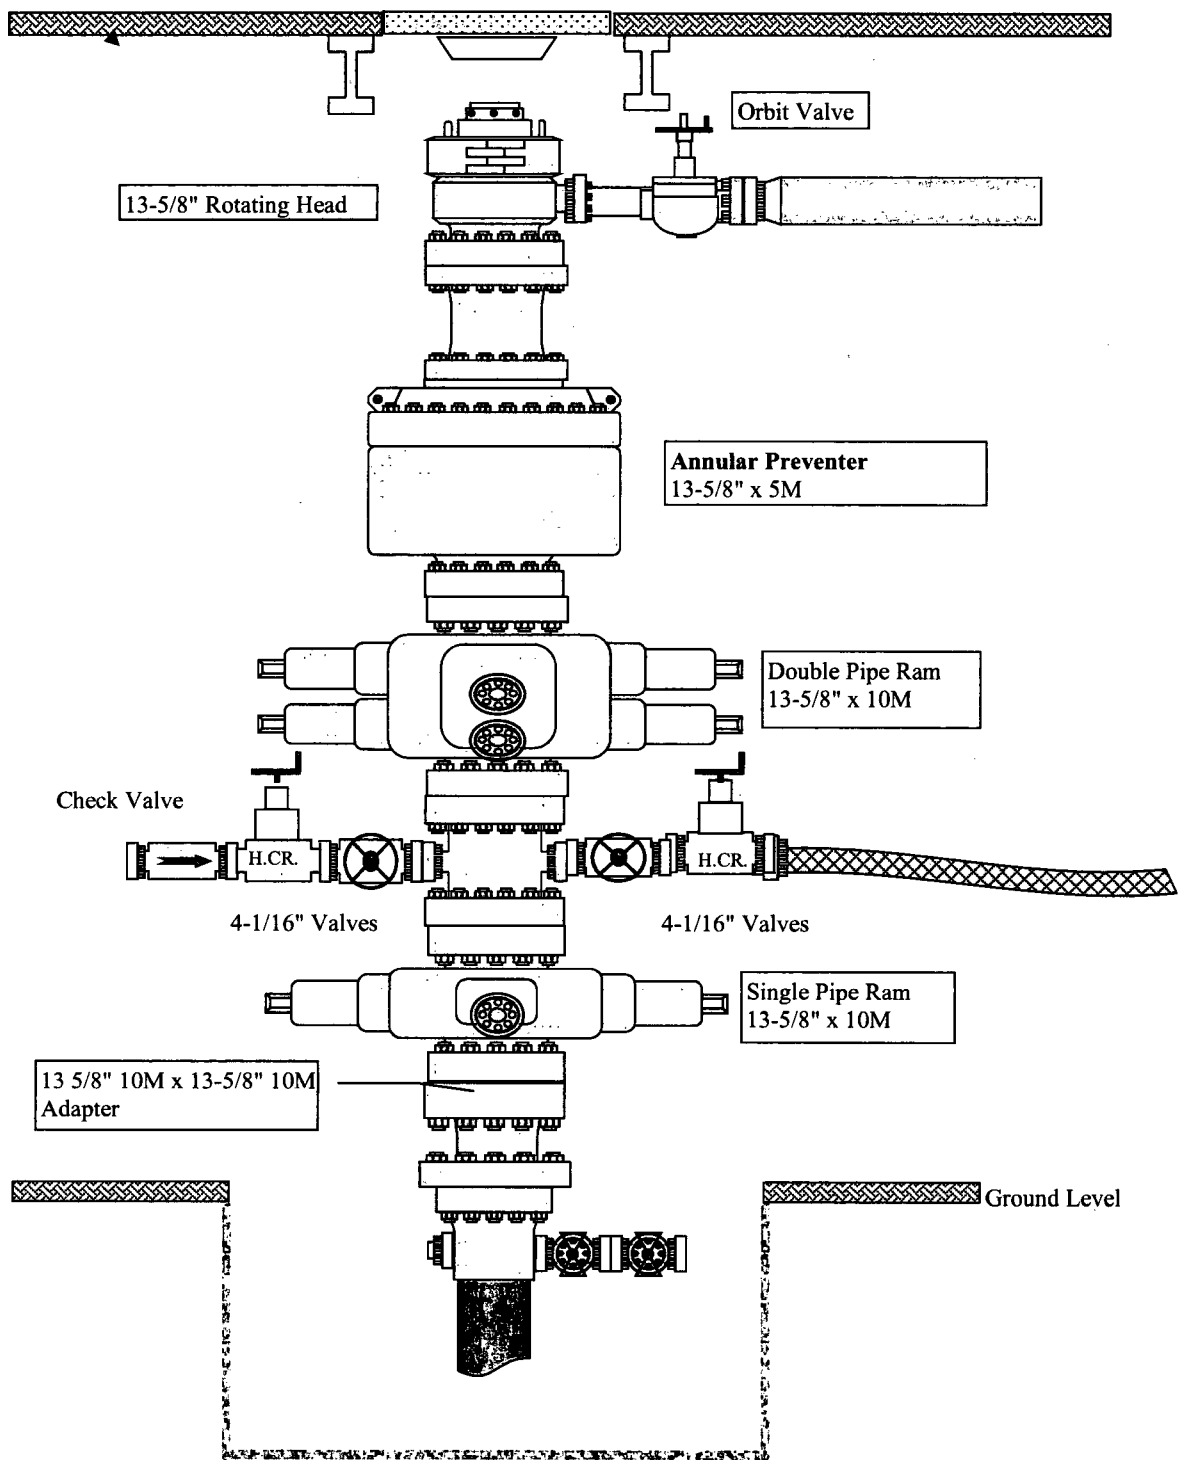 Orbit Valve
13-5/8" Rotating Head
Annular Preventer
13-5/8" x 5M
Double Pipe Ram
13-5/8" x 10M
Check Valve
H.CR.
H.CR.
4-1/16" Valves
4-1/16" Valves
Single Pipe Ram
13-5/8" x 10M
13 5/8" 10M x 13-5/8" 10M
Adapter
Ground Level